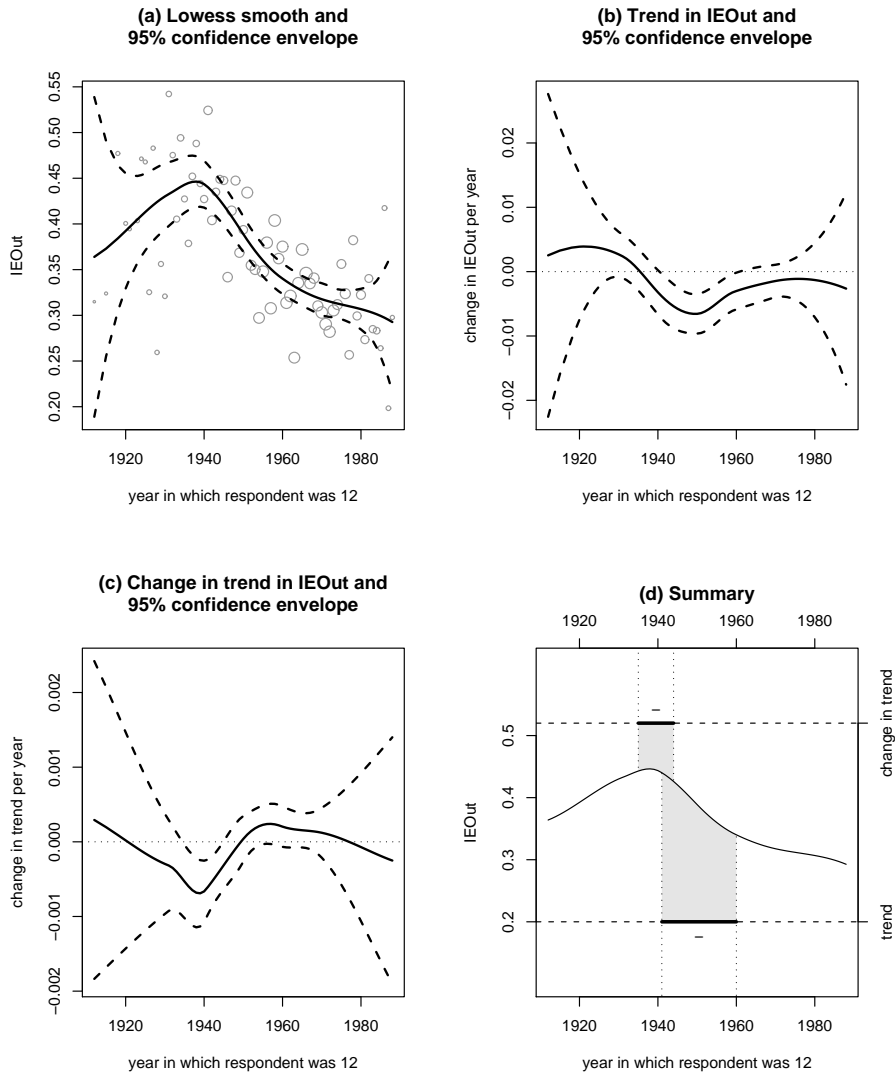 (a) Lowess smooth and
95% confidence envelope
IEOut
0.55
0.50
0.45
0.40
0.35
0.30
0.25
0.20
1920 1940 1960 1980
year in which respondent was 12
(b) Trend in IEOut and
95% confidence envelope
change in IEOut per year
0.02
0.01
0.00
−0.01
−0.02
1920 1940 1960 1980
year in which respondent was 12
(c) Change in trend in IEOut and
95% confidence envelope
change in trend per year
0.002
0.001
0.000
−0.001
−0.002
1920 1940 1960 1980
year in which respondent was 12
(d) Summary
1920 1940 1960 1980
IEOut
0.5
0.4
0.3
0.2
change in trend
trend
−
−
1920 1940 1960 1980
year in which respondent was 12